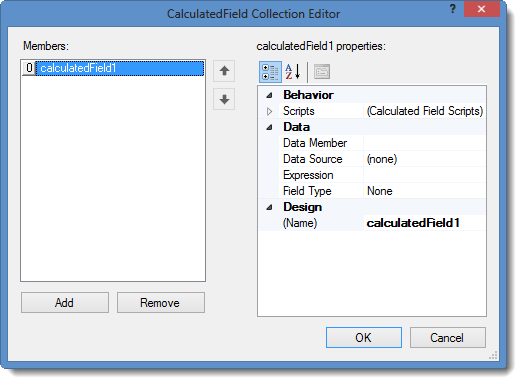 CalculatedField Collection Editor
?
Members:
0 calculatedField1
Add
Remove
calculatedField1 properties:
Behavior
Scripts (Calculated Field Scripts)
Data
Data Member
Data Source (none)
Expression
Field Type None
Design
(Name) calculatedField1
OK
Cancel